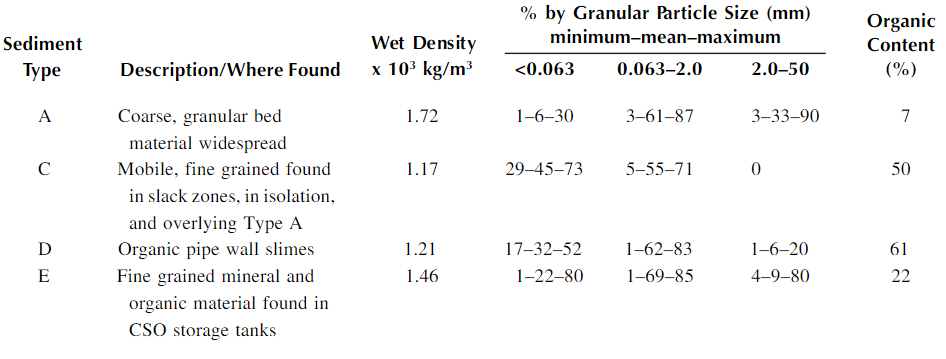 % by Granular Particle Size (mm) Organic
Sediment Wet Density minimum–mean–maximum Content
Type Description/Where Found x 10³ kg/m³ <0.063 0.063–2.0 2.0–50 (%)
A Coarse, granular bed 1.72 1–6–30 3–61–87 3–33–90 7
material widespread
C Mobile, fine grained found 1.17 29–45–73 5–55–71 0 50
in slack zones, in isolation,
and overlying Type A
D Organic pipe wall slimes 1.21 17–32–52 1–62–83 1–6–20 61
E Fine grained mineral and 1.46 1–22–80 1–69–85 4–9–80 22
organic material found in
CSO storage tanks